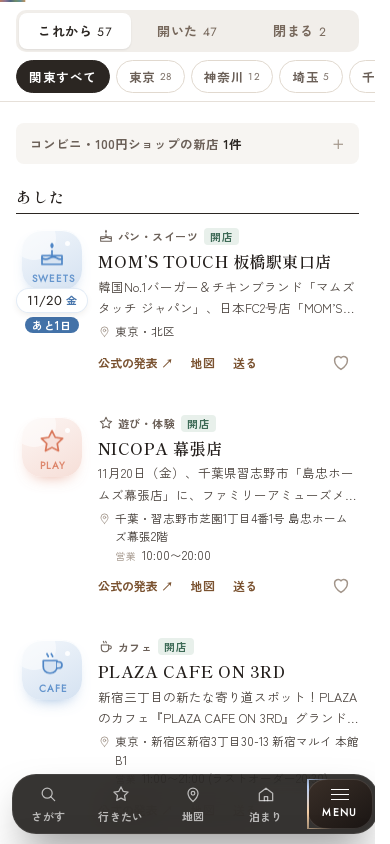 これから 57
開いた 47
閉まる 2
関東すべて
東京 28
神奈川 12
埼玉 5
千
コンビニ・100円ショップの新店 1件 +
あした
パン・スイーツ 開店
SWEETS
11/20 金
あと1日
MOM'S TOUCH 板橋駅東口店
韓国No.1バーガー＆チキンブランド「マムズ
タッチ ジャパン」、日本FC2号店「MOM'S...
東京・北区
公式の発表 ↗ 地図 送る
遊び・体験 開店
PLAY
NICOPA 幕張店
11月20日（金）、千葉県習志野市「島忠ホー
ムズ幕張店」に、ファミリーアミューズメ...
千葉・習志野市芝園1丁目4番1号 島忠ホーム
ズ幕張2階
営業 10:00〜20:00
公式の発表 ↗ 地図 送る
カフェ 開店
CAFE
PLAZA CAFE ON 3RD
新宿三丁目の新たな寄り道スポット！PLAZA
のカフェ『PLAZA CAFE ON 3RD』グランド...
東京・新宿区新宿3丁目30-13 新宿マルイ 本館
B1
さがす
行きたい
地図
泊まり
MENU